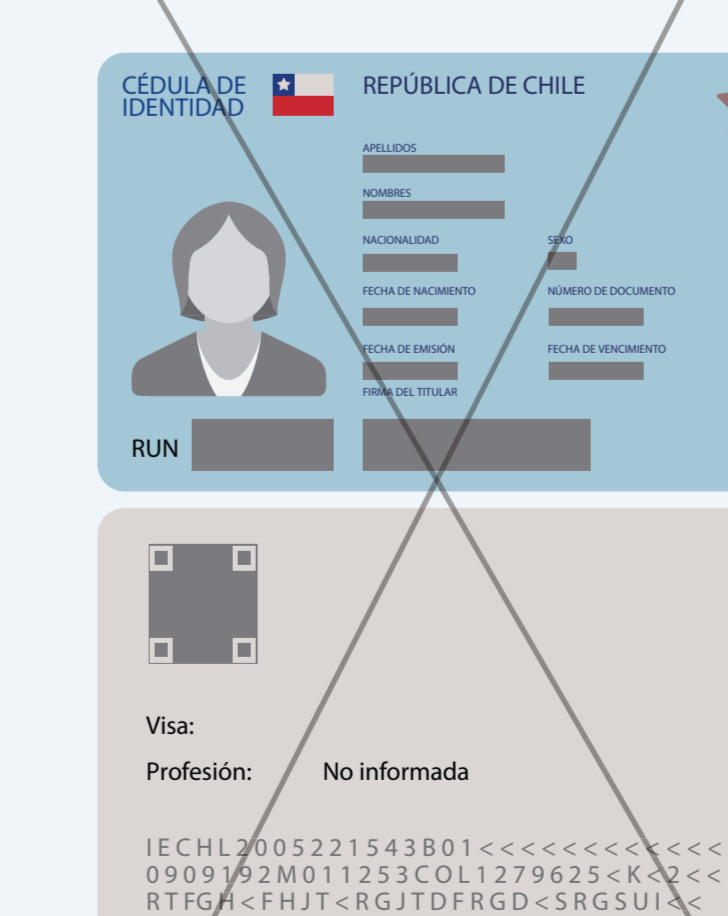 CÉDULA DE
IDENTIDAD
REPÚBLICA DE CHILE
APELLIDOS
NOMBRES
NACIONALIDAD
SEXO
FECHA DE NACIMIENTO
NÚMERO DE DOCUMENTO
FECHA DE EMISIÓN
FECHA DE VENCIMIENTO
FIRMA DEL TITULAR
RUN
Visa:
Profesión: No informada
IECHL2005221543B01<<<<<<<<<<<<
0909192M011253COL1279625<K<2<<
RTFGH<FHJT<RGJTDFRGD<SRGSUI<<